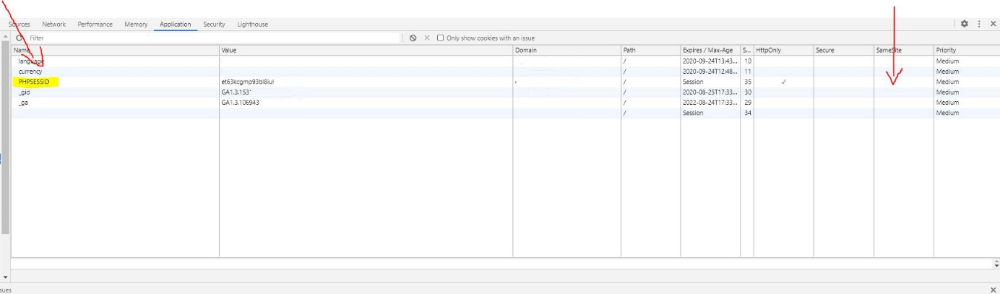 Sources Network Performance Memory Application Security Lighthouse
Filter Only show cookies with an issue
Name Value Domain Path Expires / Max-Age S... HttpOnly Secure SameSite Priority
language / 2020-09-24T13:43... 10 Medium
currency / 2020-09-24T12:48... 11 Medium
PHPSESSID / Session 35 ✓ Medium
_gid GA1.3.153 / 2020-08-25T17:33... 30 Medium
_ga GA1.3.106943 / 2022-08-24T17:33... 29 Medium
/ Session 34 Medium
sues